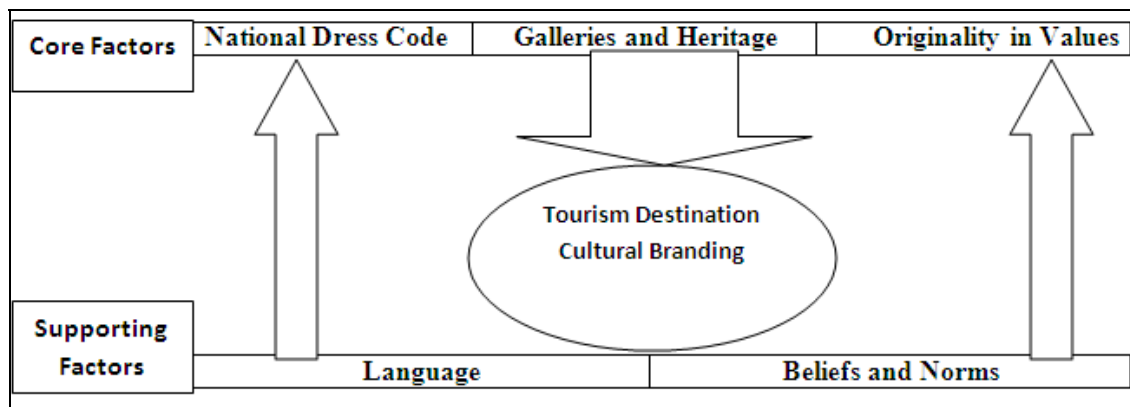 Core Factors
National Dress Code
Galleries and Heritage
Originality in Values
Tourism Destination
Cultural Branding
Supporting
Factors
Language
Beliefs and Norms